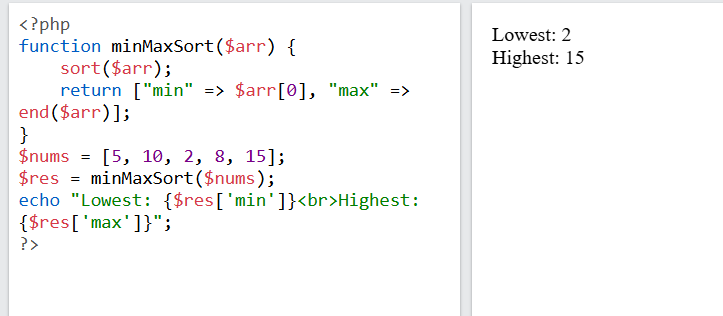 <?php
function minMaxSort($arr) {
    sort($arr);
    return ["min" => $arr[0], "max" =>
end($arr)];
}
$nums = [5, 10, 2, 8, 15];
$res = minMaxSort($nums);
echo "Lowest: {$res['min']}<br>Highest:
{$res['max']}";
?>
Lowest: 2
Highest: 15